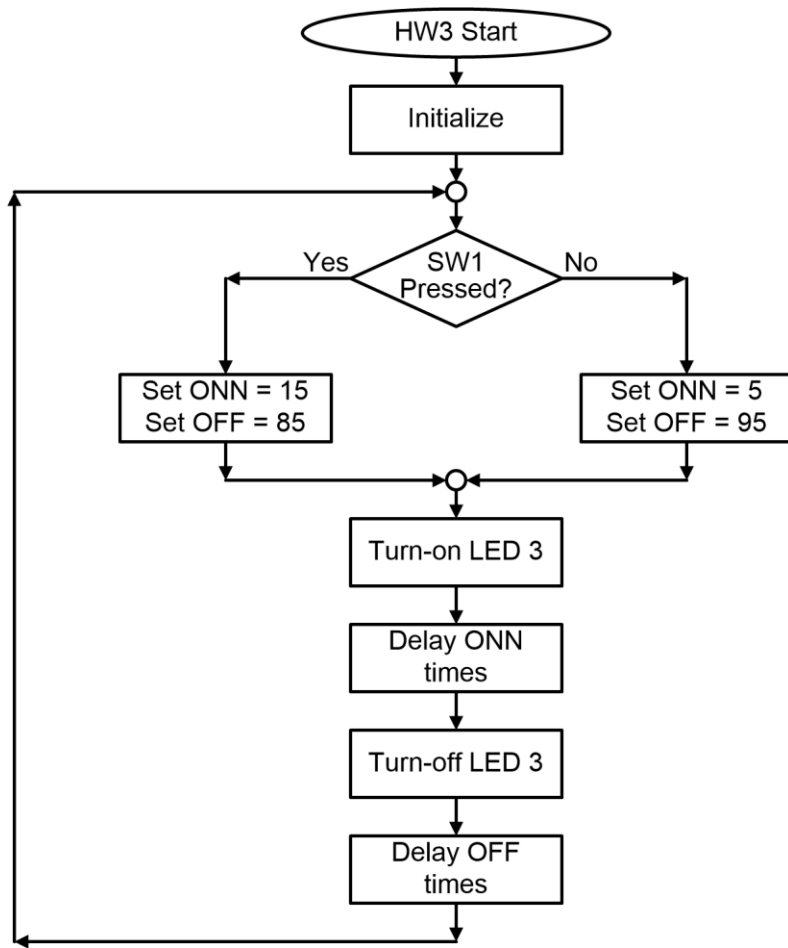 HW3 Start
Initialize
SW1
Pressed?
Yes
No
Set ONN = 15
Set OFF = 85
Set ONN = 5
Set OFF = 95
Turn-on LED 3
Delay ONN
times
Turn-off LED 3
Delay OFF
times